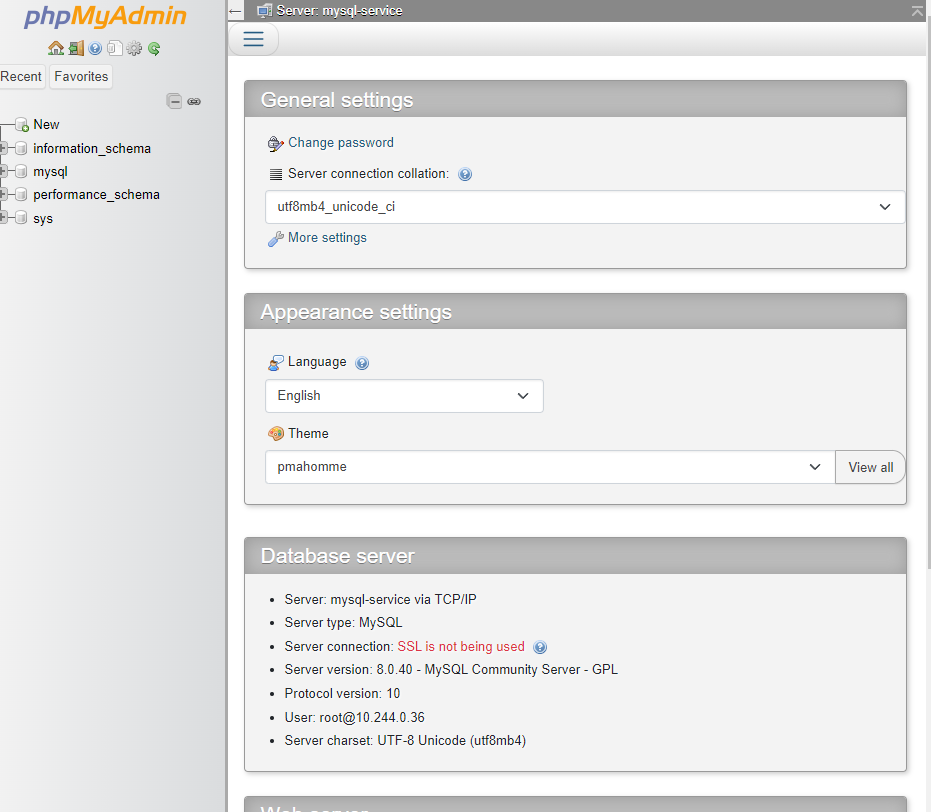 phpMyAdmin
Recent Favorites
New
information_schema
mysql
performance_schema
sys
Server: mysql-service
General settings
Change password
Server connection collation:
utf8mb4_unicode_ci
More settings
Appearance settings
Language
English
Theme
pmahomme View all
Database server
Server: mysql-service via TCP/IP
Server type: MySQL
Server connection: SSL is not being used
Server version: 8.0.40 - MySQL Community Server - GPL
Protocol version: 10
User: root@10.244.0.36
Server charset: UTF-8 Unicode (utf8mb4)
Web server